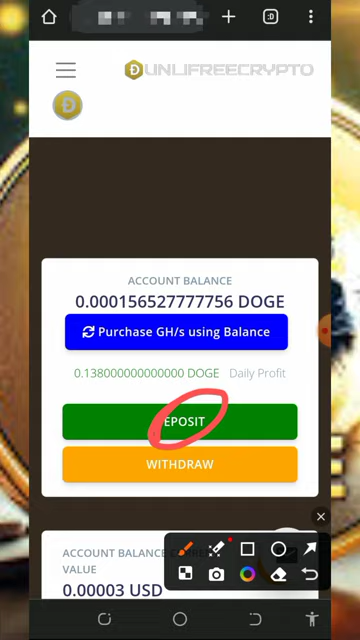 :D
UNLIFREECRYPTO
ACCOUNT BALANCE
0.000156527777756 DOGE
Purchase GH/s using Balance
0.138000000000000 DOGE Daily Profit
EPOSIT
WITHDRAW
ACCOUNT BALANCE
VALUE
0.00003 USD